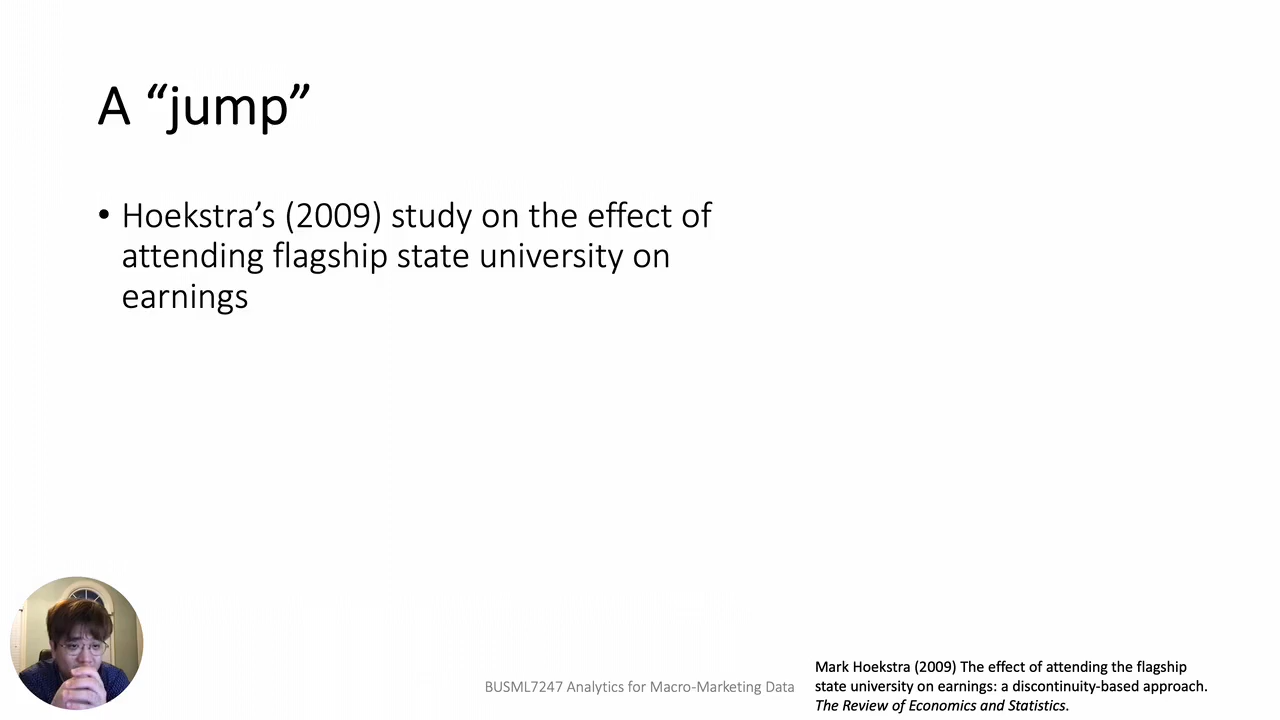 A “jump”
• Hoekstra’s (2009) study on the effect of
attending flagship state university on
earnings
BUSML7247 Analytics for Macro-Marketing Data
Mark Hoekstra (2009) The effect of attending the flagship
state university on earnings: a discontinuity-based approach.
The Review of Economics and Statistics.